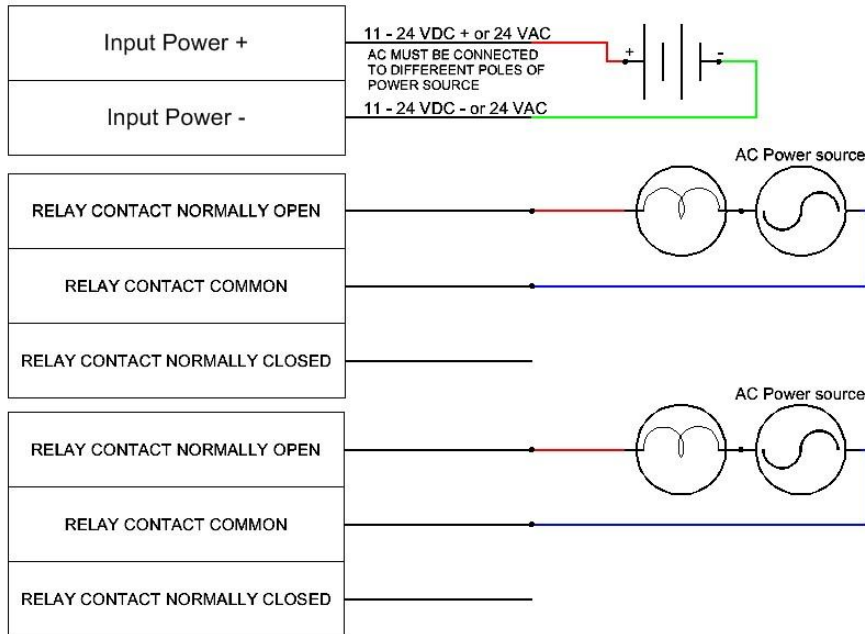 Input Power +
11 - 24 VDC + or 24 VAC
+
-
AC MUST BE CONNECTED
TO DIFFEREENT POLES OF
POWER SOURCE
Input Power -
11 - 24 VDC - or 24 VAC
AC Power source
RELAY CONTACT NORMALLY OPEN
RELAY CONTACT COMMON
RELAY CONTACT NORMALLY CLOSED
AC Power source
RELAY CONTACT NORMALLY OPEN
RELAY CONTACT COMMON
RELAY CONTACT NORMALLY CLOSED